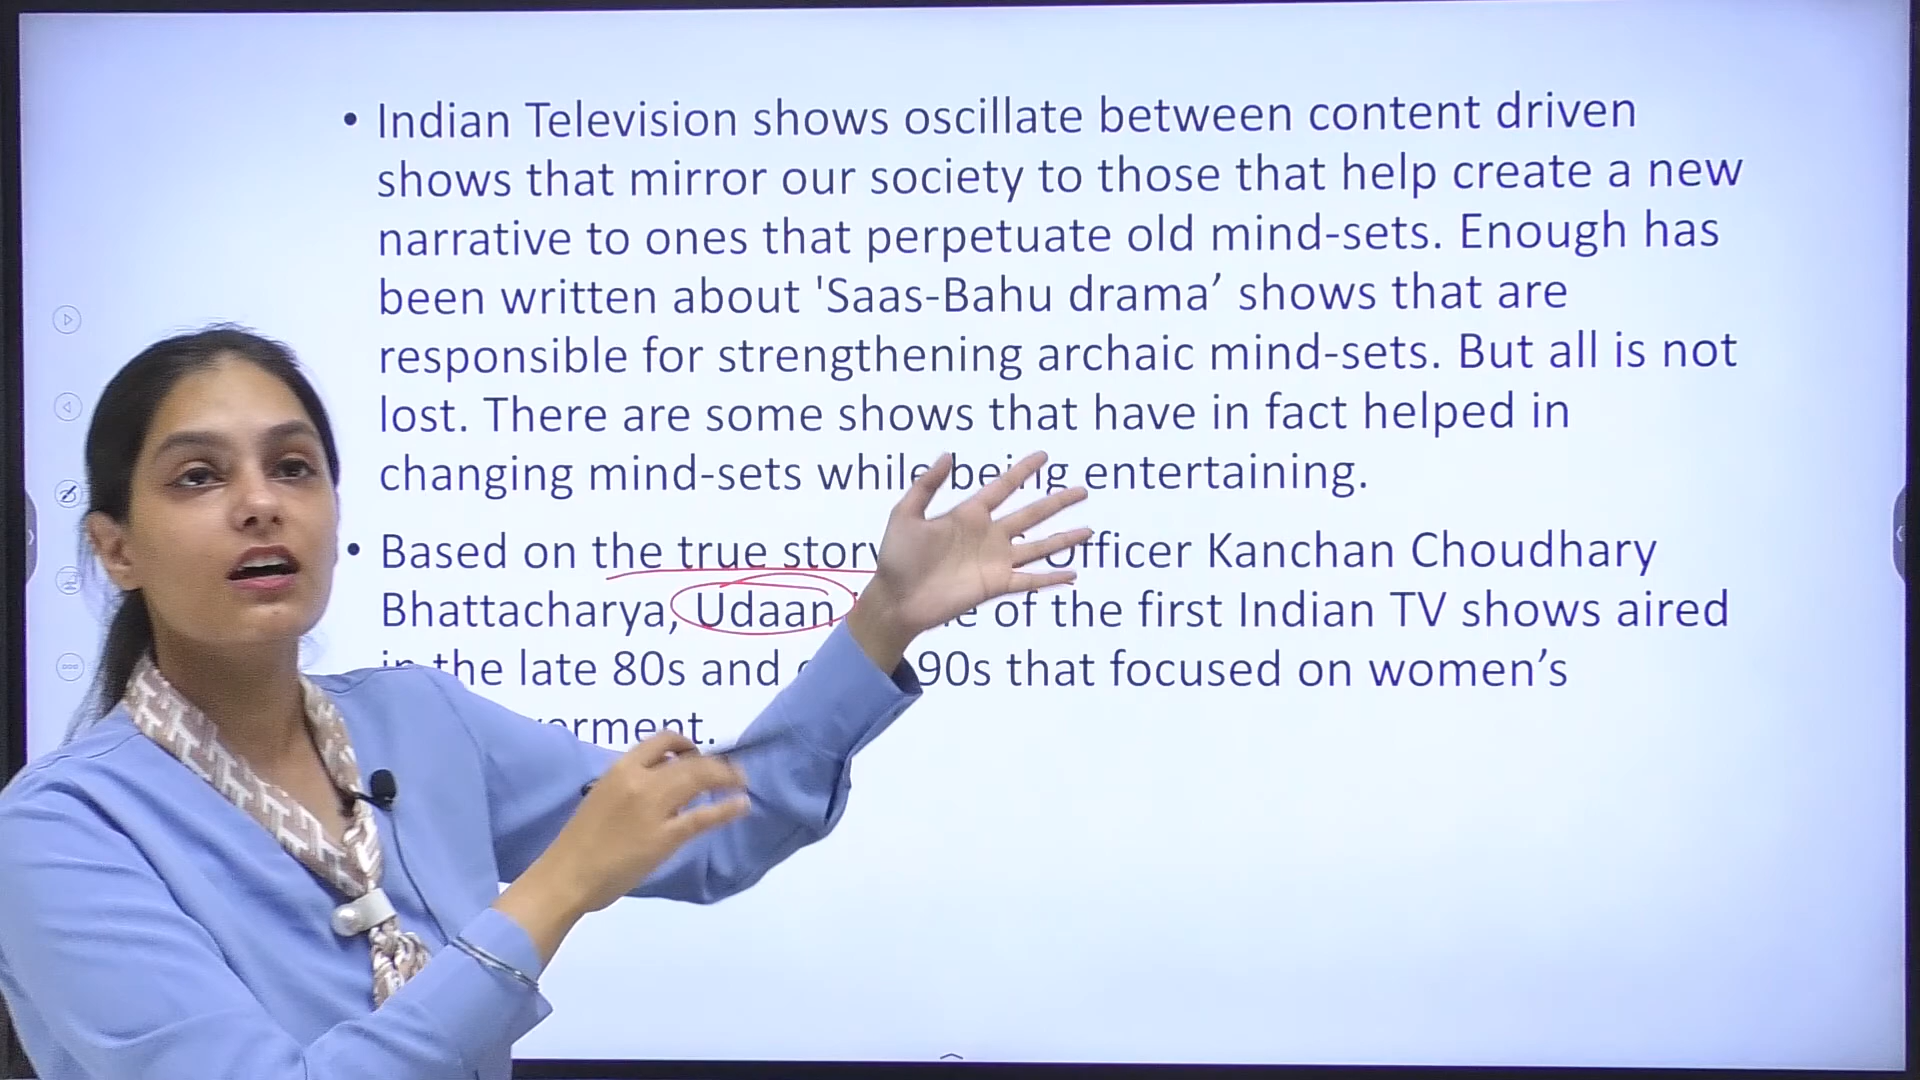 • Indian Television shows oscillate between content driven
shows that mirror our society to those that help create a new
narrative to ones that perpetuate old mind-sets. Enough has
been written about 'Saas-Bahu drama’ shows that are
responsible for strengthening archaic mind-sets. But all is not
lost. There are some shows that have in fact helped in
changing mind-sets while being entertaining.
• Based on the true story Officer Kanchan Choudhary
Bhattacharya, Udaan of the first Indian TV shows aired
in the late 80s and 90s that focused on women’s